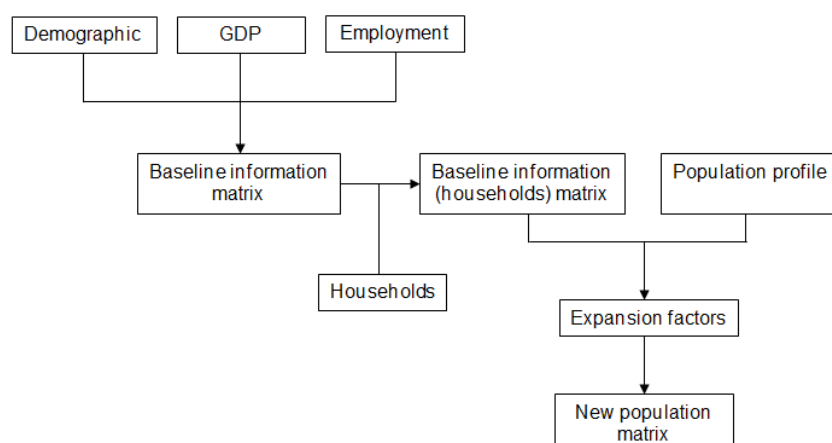 Demographic
GDP
Employment
Baseline information
matrix
Baseline information
(households) matrix
Population profile
Households
Expansion factors
New population
matrix